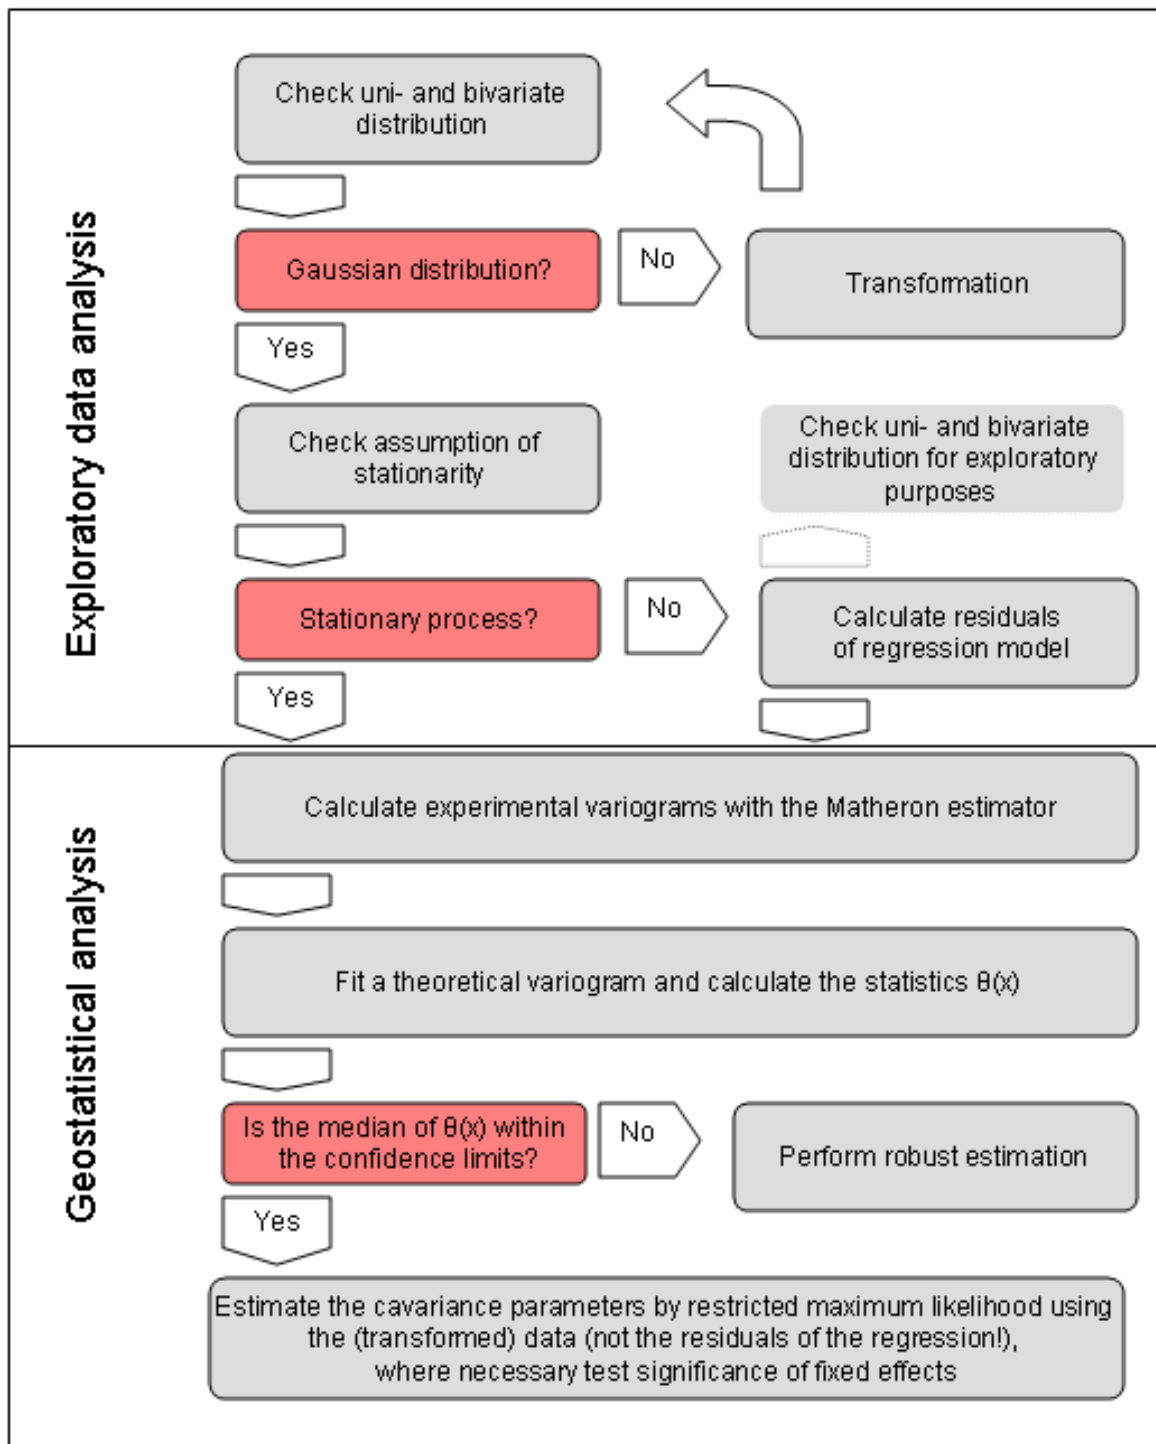 Exploratory data analysis
Check uni- and bivariate
distribution
Gaussian distribution?
No
Transformation
Yes
Check assumption of
stationarity
Check uni- and bivariate
distribution for exploratory
purposes
Stationary process?
No
Calculate residuals
of regression model
Yes
Geostatistical analysis
Calculate experimental variograms with the Matheron estimator
Fit a theoretical variogram and calculate the statistics θ(x)
Is the median of θ(x) within
the confidence limits?
No
Perform robust estimation
Yes
Estimate the cavariance parameters by restricted maximum likelihood using
the (transformed) data (not the residuals of the regression!),
where necessary test significance of fixed effects